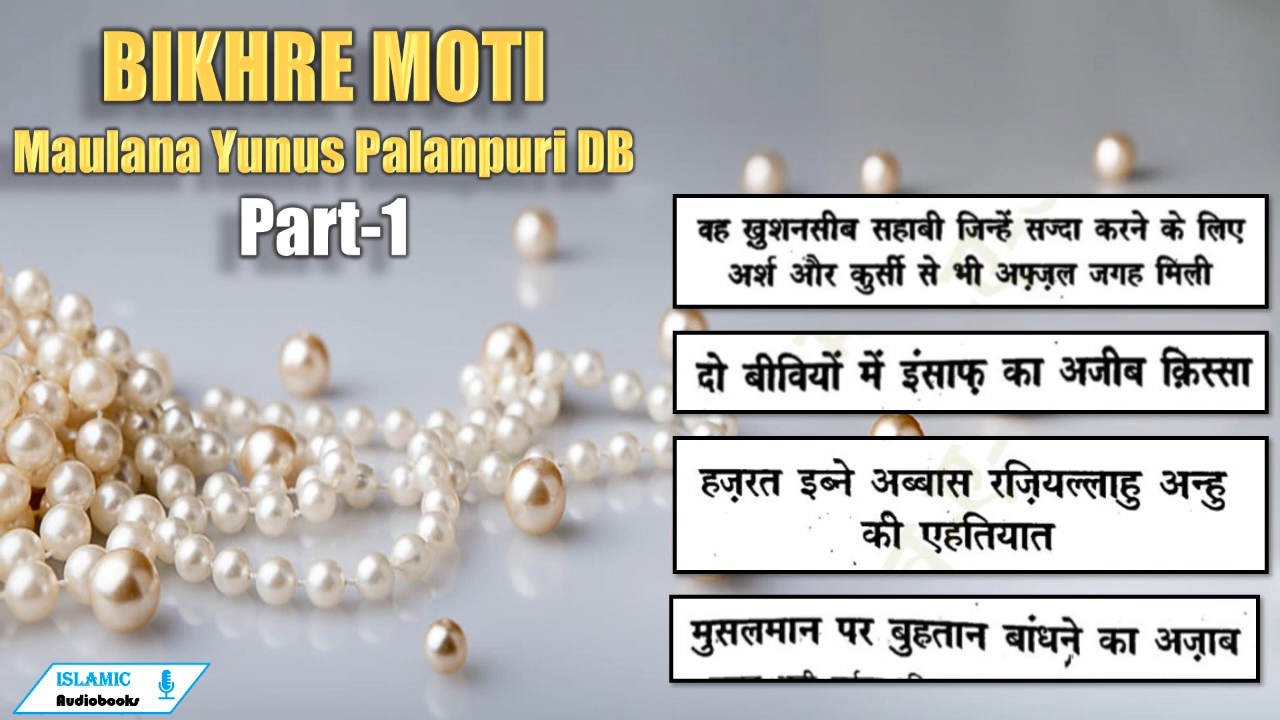 BIKHRE MOTI
Maulana Yunus Palanpuri DB
Part-1
वह ख़ुशनसीब सहाबी जिन्हें सज्दा करने के लिए
अर्श और कुर्सी से भी अफ़्ज़ल जगह मिली
दो बीवियों में इंसाफ़ का अजीब क़िस्सा
हज़रत इब्ने अब्बास रज़ियल्लाहु अन्हु
की एहतियात
मुसलमान पर बुहतान बांधने का अज़ाब
ISLAMIC
Audiobooks